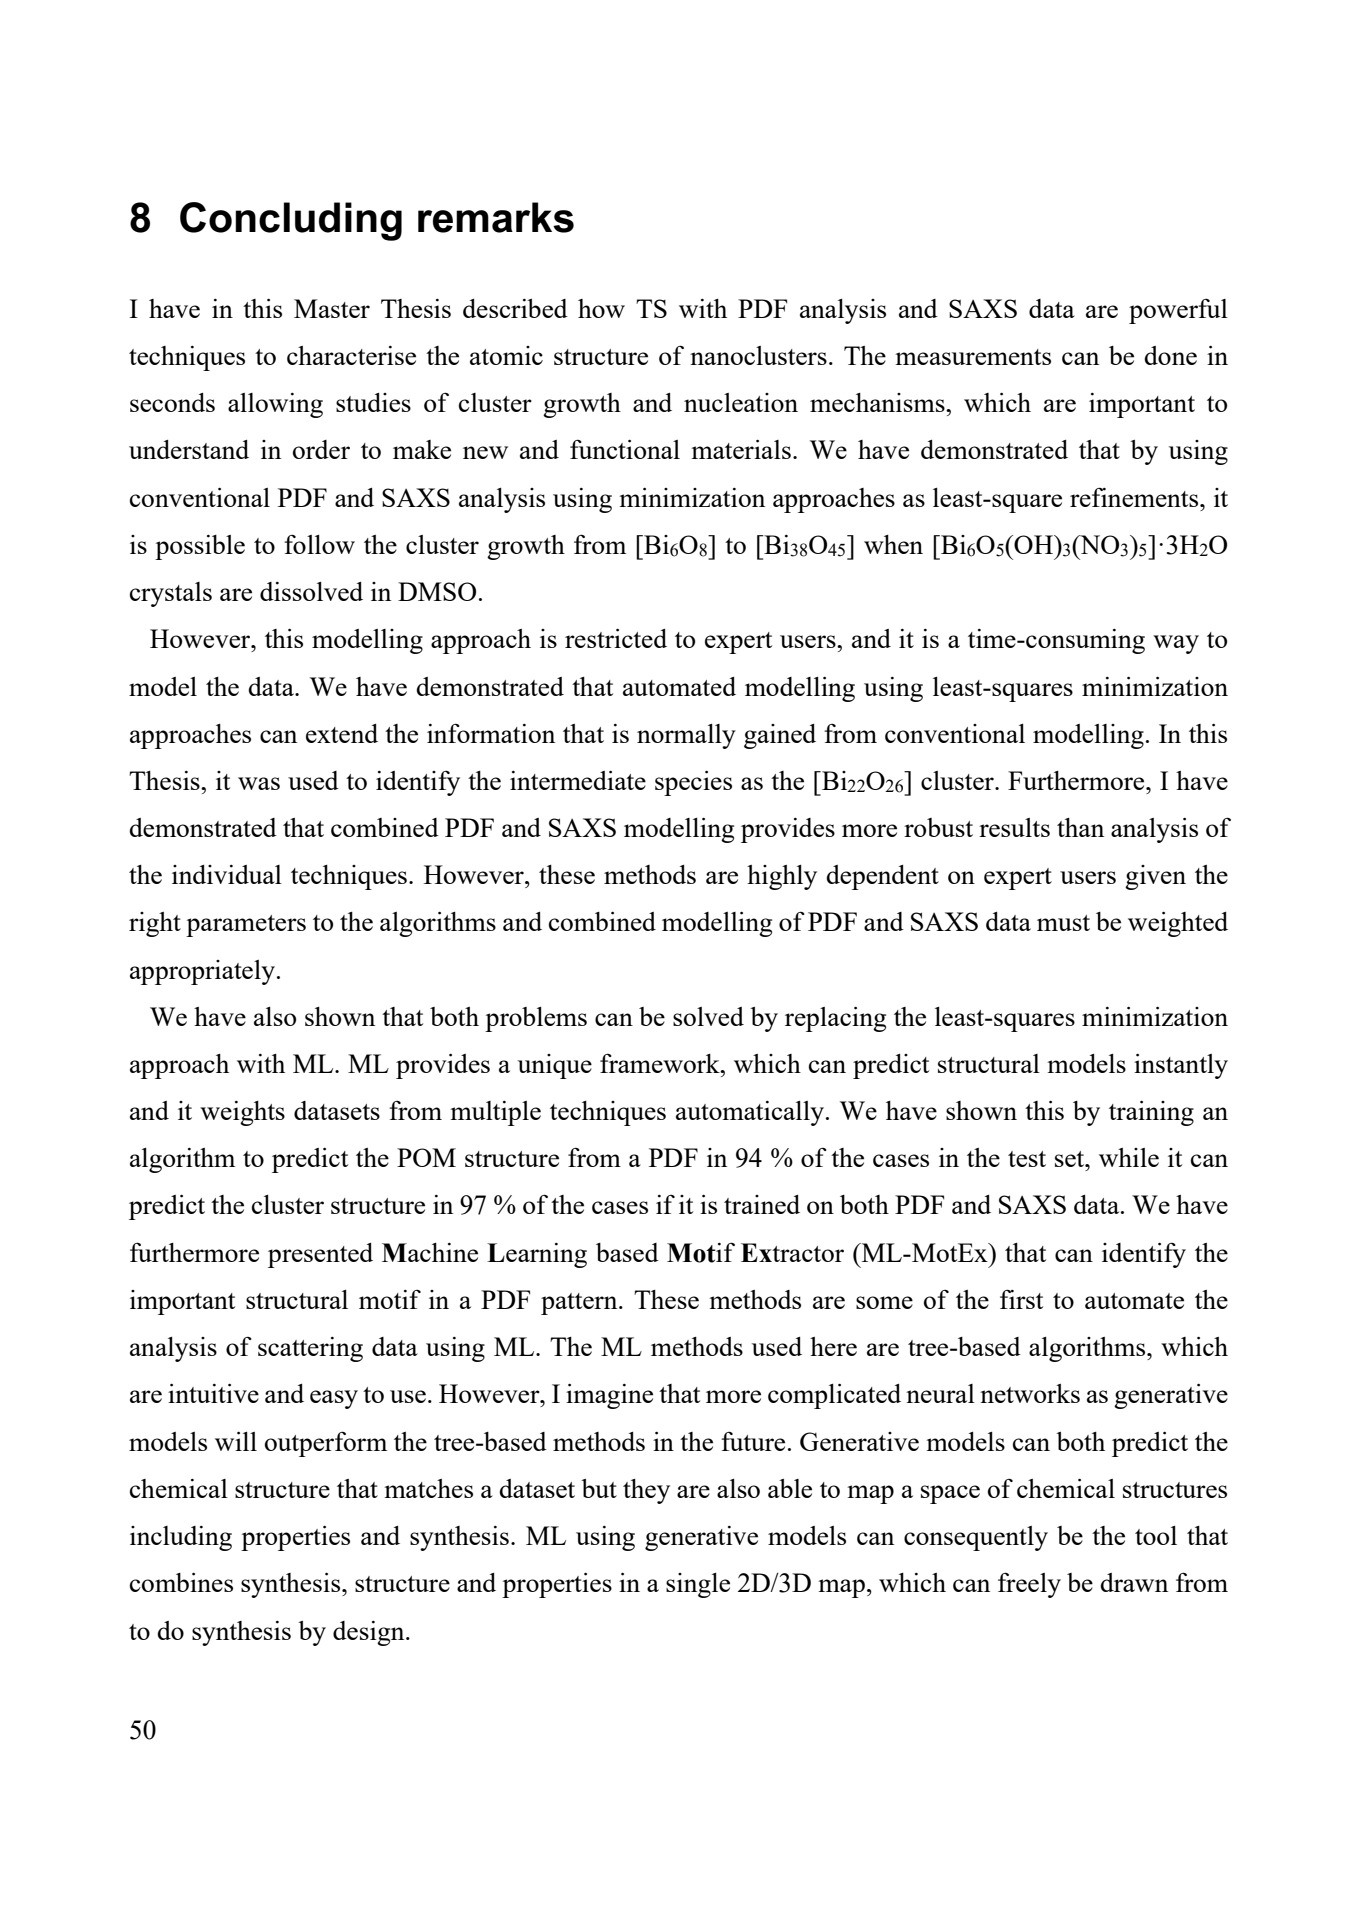 8 Concluding remarks
I have in this Master Thesis described how TS with PDF analysis and SAXS data are powerful
techniques to characterise the atomic structure of nanoclusters. The measurements can be done in
seconds allowing studies of cluster growth and nucleation mechanisms, which are important to
understand in order to make new and functional materials. We have demonstrated that by using
conventional PDF and SAXS analysis using minimization approaches as least-square refinements, it
is possible to follow the cluster growth from [Bi₆O₈] to [Bi₃₈O₄₅] when [Bi₆O₅(OH)₃(NO₃)₅]·3H₂O
crystals are dissolved in DMSO.
However, this modelling approach is restricted to expert users, and it is a time-consuming way to
model the data. We have demonstrated that automated modelling using least-squares minimization
approaches can extend the information that is normally gained from conventional modelling. In this
Thesis, it was used to identify the intermediate species as the [Bi₂₂O₂₆] cluster. Furthermore, I have
demonstrated that combined PDF and SAXS modelling provides more robust results than analysis of
the individual techniques. However, these methods are highly dependent on expert users given the
right parameters to the algorithms and combined modelling of PDF and SAXS data must be weighted
appropriately.
We have also shown that both problems can be solved by replacing the least-squares minimization
approach with ML. ML provides a unique framework, which can predict structural models instantly
and it weights datasets from multiple techniques automatically. We have shown this by training an
algorithm to predict the POM structure from a PDF in 94 % of the cases in the test set, while it can
predict the cluster structure in 97 % of the cases if it is trained on both PDF and SAXS data. We have
furthermore presented Machine Learning based Motif Extractor (ML-MotEx) that can identify the
important structural motif in a PDF pattern. These methods are some of the first to automate the
analysis of scattering data using ML. The ML methods used here are tree-based algorithms, which
are intuitive and easy to use. However, I imagine that more complicated neural networks as generative
models will outperform the tree-based methods in the future. Generative models can both predict the
chemical structure that matches a dataset but they are also able to map a space of chemical structures
including properties and synthesis. ML using generative models can consequently be the tool that
combines synthesis, structure and properties in a single 2D/3D map, which can freely be drawn from
to do synthesis by design.
50